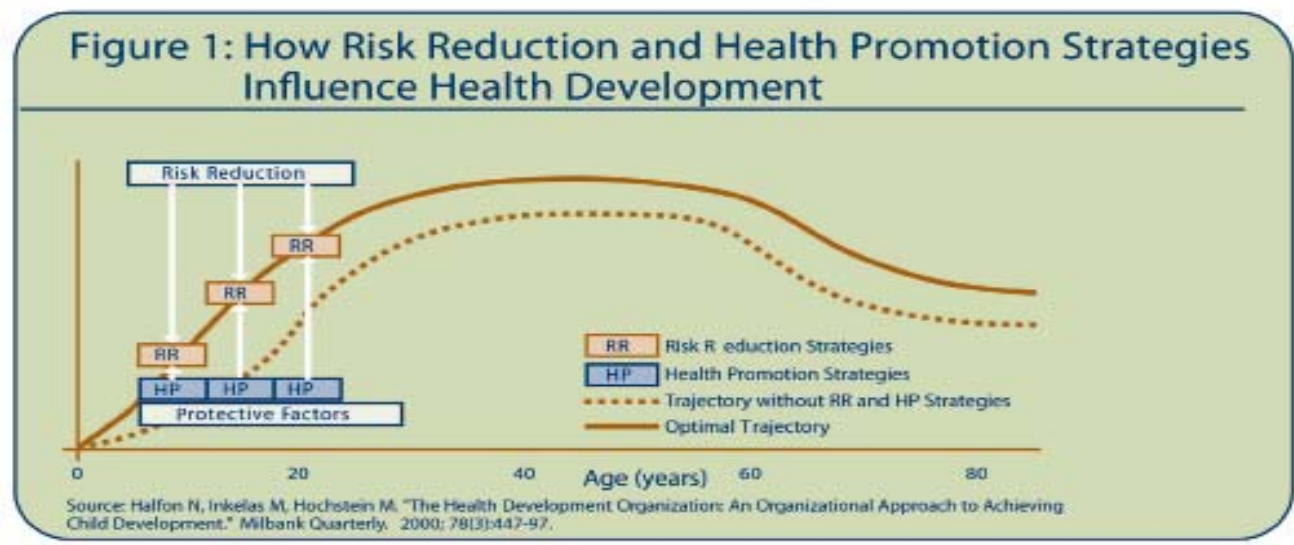 Figure 1: How Risk Reduction and Health Promotion Strategies
Influence Health Development
Risk Reduction
RR
RR
RR
HP HP HP
Protective Factors
RR Risk R eduction Strategies
HP Health Promotion Strategies
Trajectory without RR and HP Strategies
Optimal Trajectory
0 20 40 Age (years) 60 80
Source: Halfon N, Inkelas M, Hochstein M. "The Health Development Organization: An Organizational Approach to Achieving
Child Development." Milbank Quarterly. 2000; 78(3):447-97.